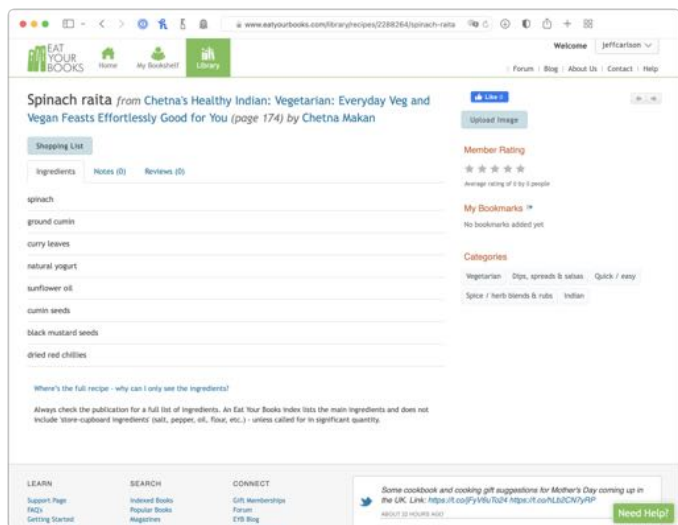 www.eatyourbooks.com/library/recipes/2288264/spinach-raita
EAT
YOUR
BOOKS
Home
My Bookshelf
Library
Welcome
jeffcarlson
Forum | Blog | About Us | Contact | Help
Spinach raita from Chetna's Healthy Indian: Vegetarian: Everyday Veg and
Vegan Feasts Effortlessly Good for You (page 174) by Chetna Makan
Shopping List
Ingredients
Notes (0)
Reviews (0)
spinach
ground cumin
curry leaves
natural yogurt
sunflower oil
cumin seeds
black mustard seeds
dried red chillies
Where's the full recipe - why can I only see the ingredients?
Always check the publication for a full list of ingredients. An Eat Your Books Index lists the main ingredients and does not
include 'store-cupboard ingredients' (salt, pepper, oil, flour, etc.) - unless called for in significant quantity.
Like 0
Upload Image
Member Rating
Average rating of 0 by 0 people
My Bookmarks
No bookmarks added yet
Categories
Vegetarian
Dips, spreads & salsas
Quick / easy
Spice / herb blends & rubs
Indian
LEARN
Support Page
FAQ's
Getting Started
SEARCH
Indexed Books
Popular Books
Magazines
CONNECT
Gift Memberships
Forum
EYB Blog
Some cookbook and cooking gift suggestions for Mother's Day coming up in
the UK. Link:
ABOUT 22 HOURS AGO
Need Help?